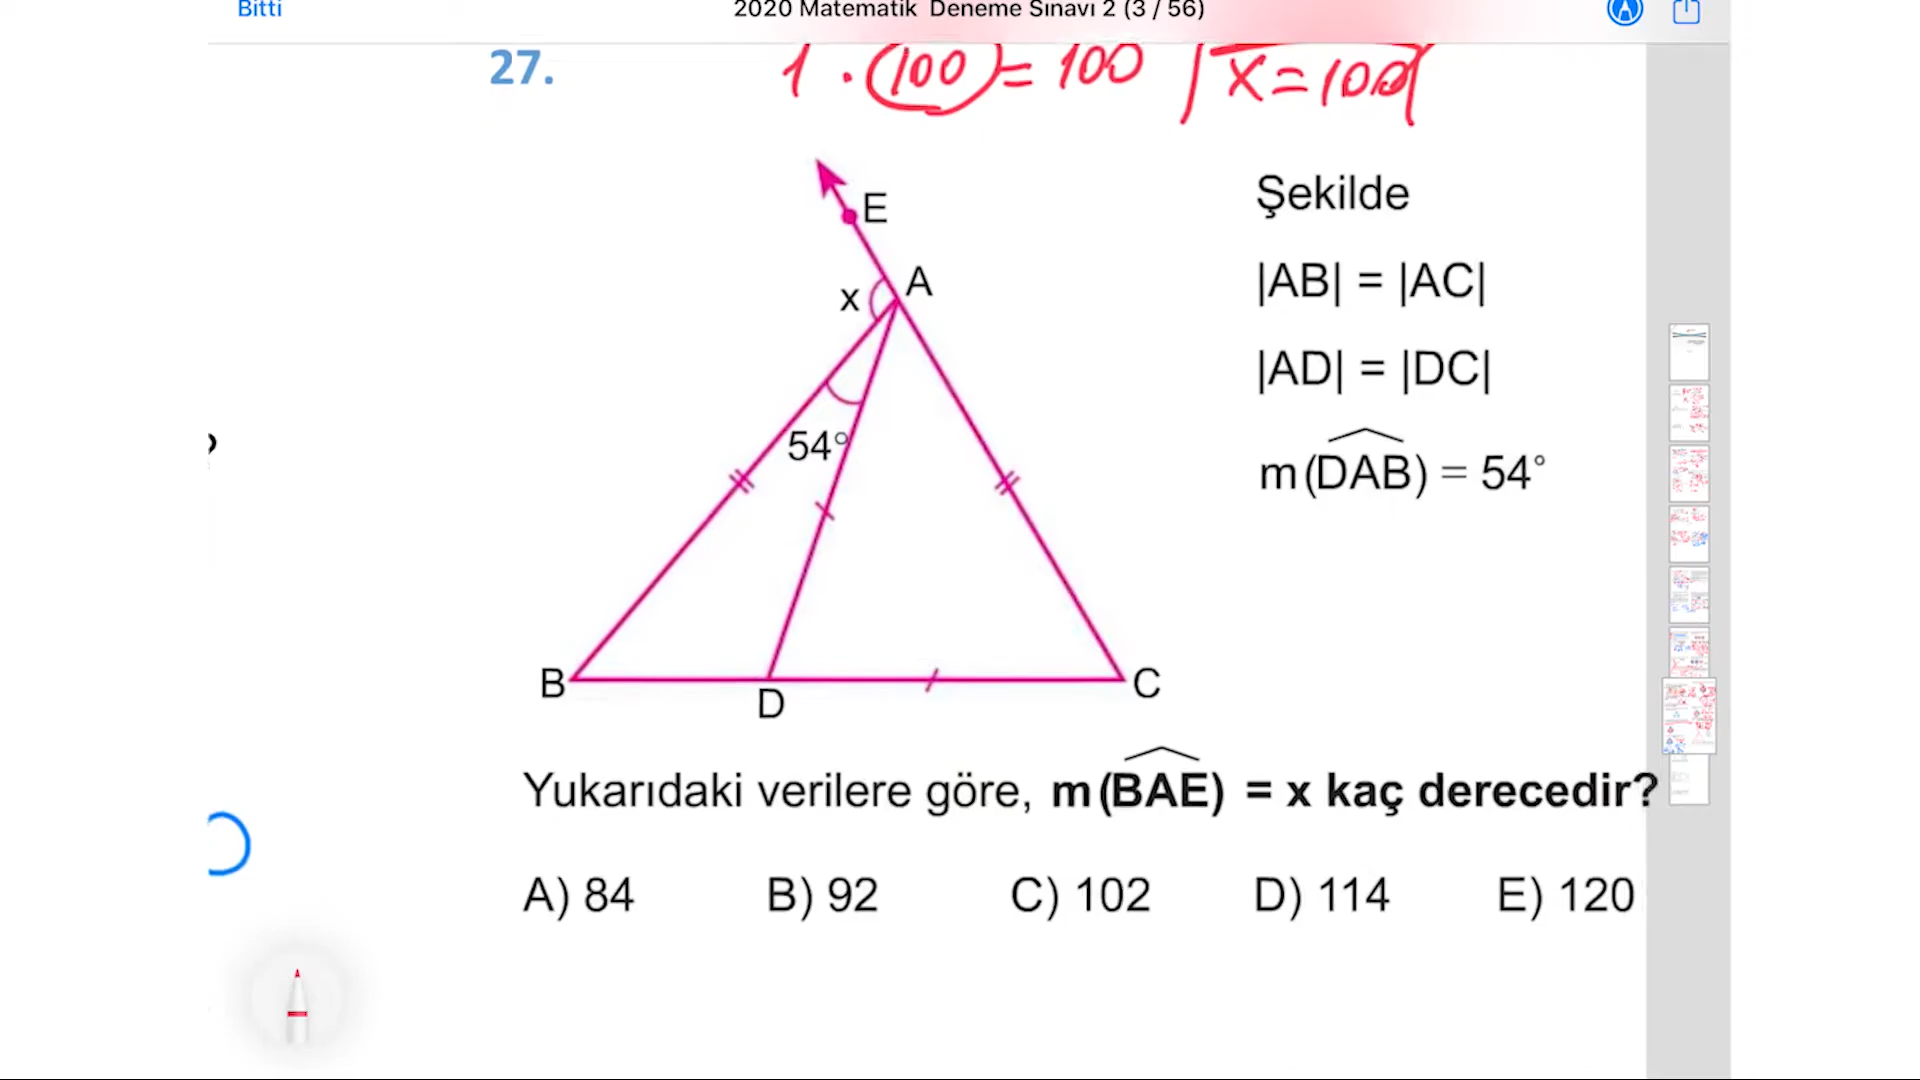 Bitti
2020 Matematik Deneme Sınavı 2 (3 / 56)
27.
1 . (100) = 100
x = 100
E
A
x
54°
B
D
C
Şekilde
|AB| = |AC|
|AD| = |DC|
m(DAB) = 54°
?
Yukarıdaki verilere göre, m(BAE) = x kaç derecedir?
A) 84 B) 92 C) 102 D) 114 E) 120